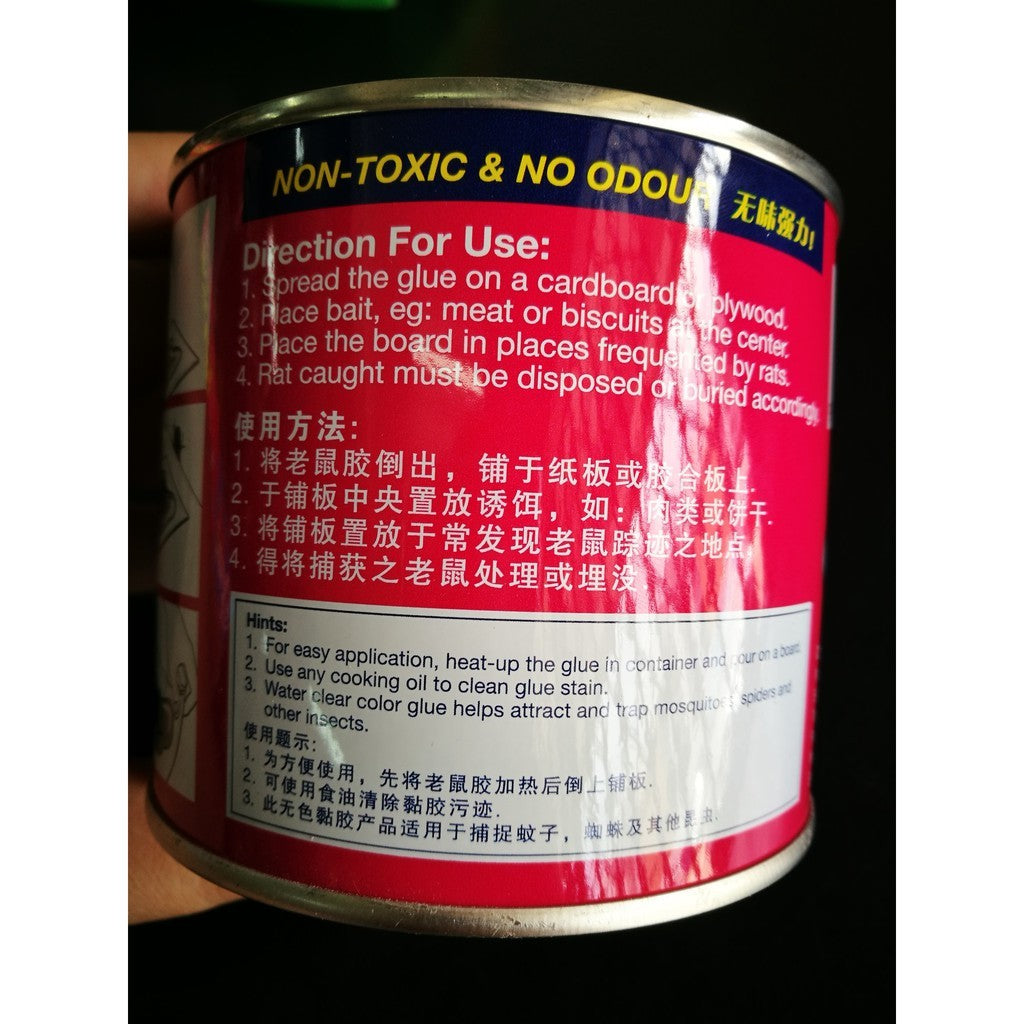 NON-TOXIC & NO ODOUR 无味强力!
Direction For Use:
1. Spread the glue on a cardboard or plywood.
2. Place bait, eg: meat or biscuits at the center.
3. Place the board in places frequented by rats.
4. Rat caught must be disposed or buried accordingly.
使用方法:
1. 将老鼠胶倒出，铺于纸板或胶合板上.
2. 于铺板中央置放诱饵，如：肉类或饼干.
3. 将铺板置放于常发现老鼠踪迹之地点.
4. 得将捕获之老鼠处理或埋没
Hints:
1. For easy application, heat-up the glue in container and pour on a board.
2. Use any cooking oil to clean glue stain.
3. Water clear color glue helps attract and trap mosquitoes, spiders and
other insects.
使用题示:
1. 为方便使用，先将老鼠胶加热后倒上铺板.
2. 可使用食油清除黏胶污迹.
3. 此无色黏胶产品适用于捕捉蚊子，蜘蛛及其他昆虫.